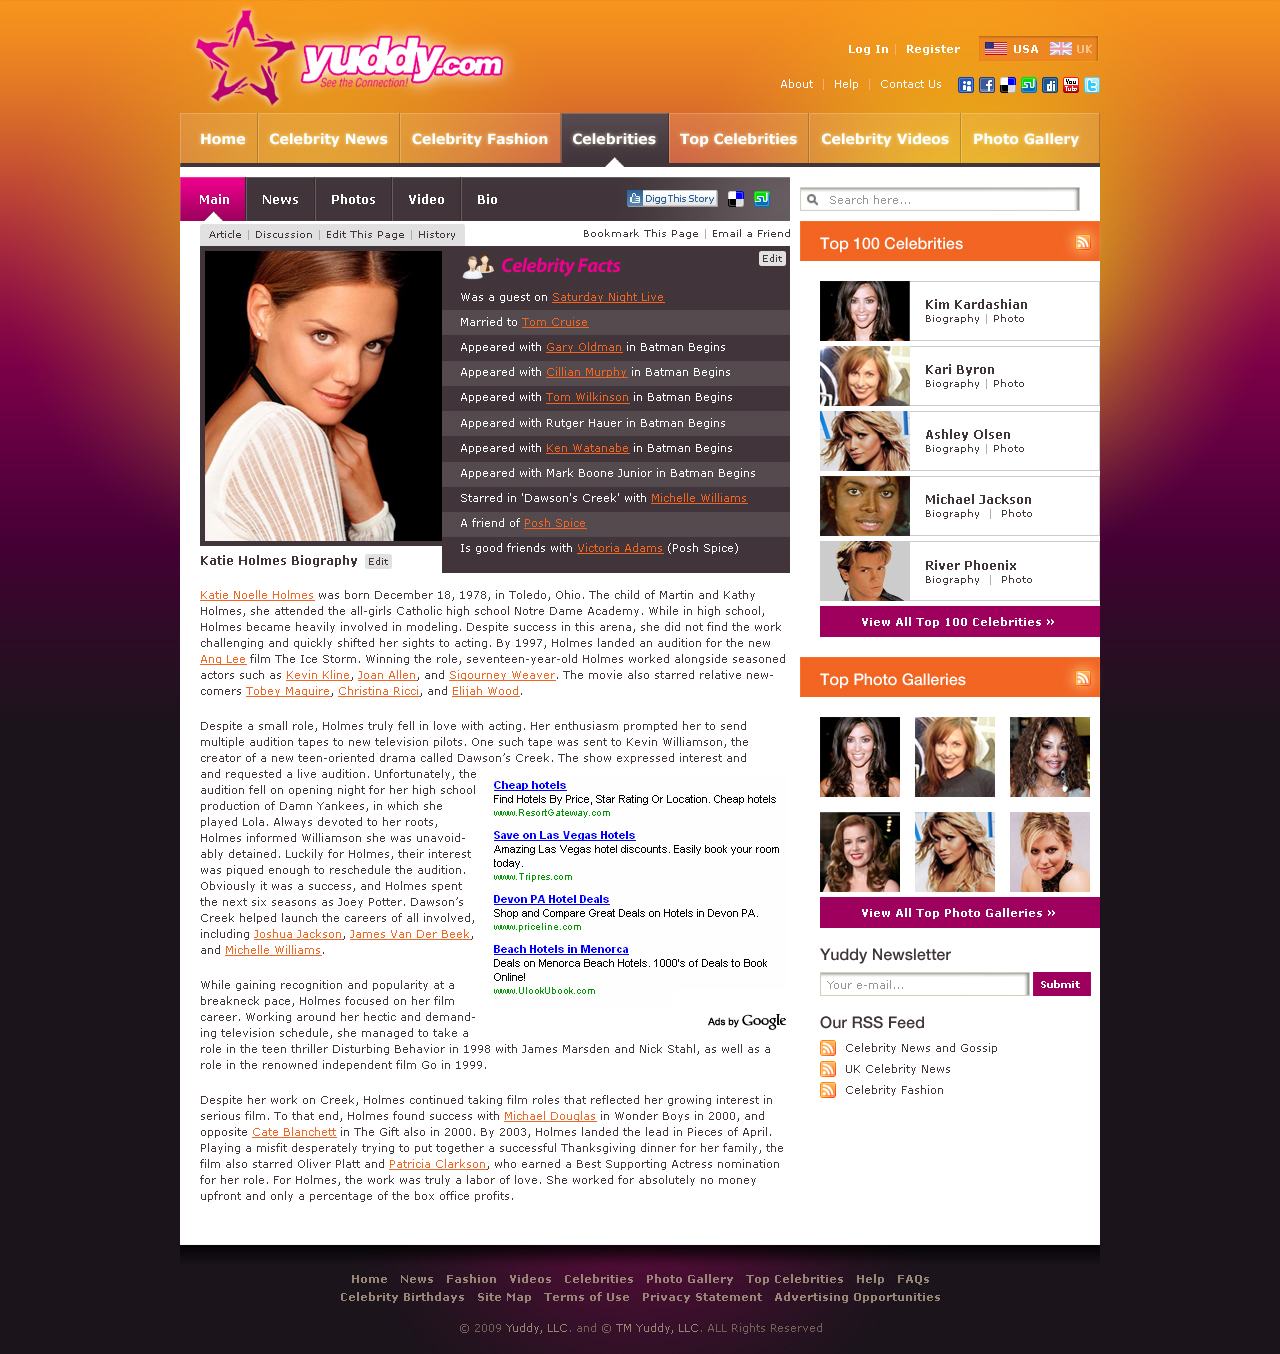 yuddy.com
See the Connection!
Log In | Register USA UK
About | Help | Contact Us
Home Celebrity News Celebrity Fashion Celebrities Top Celebrities Celebrity Videos Photo Gallery
Main News Photos Video Bio Digg This Story
Article | Discussion | Edit This Page | History
Bookmark This Page | Email a Friend
Celebrity Facts
Edit
Was a guest on Saturday Night Live
Married to Tom Cruise
Appeared with Gary Oldman in Batman Begins
Appeared with Cillian Murphy in Batman Begins
Appeared with Tom Wilkinson in Batman Begins
Appeared with Rutger Hauer in Batman Begins
Appeared with Ken Watanabe in Batman Begins
Appeared with Mark Boone Junior in Batman Begins
Starred in 'Dawson's Creek' with Michelle Williams
A friend of Posh Spice
Is good friends with Victoria Adams (Posh Spice)
Katie Holmes Biography Edit
Katie Noelle Holmes was born December 18, 1978, in Toledo, Ohio. The child of Martin and Kathy
Holmes, she attended the all-girls Catholic high school Notre Dame Academy. While in high school,
Holmes became heavily involved in modeling. Despite success in this arena, she did not find the work
challenging and quickly shifted her sights to acting. By 1997, Holmes landed an audition for the new
Ang Lee film The Ice Storm. Winning the role, seventeen-year-old Holmes worked alongside seasoned
actors such as Kevin Kline, Joan Allen, and Sigourney Weaver. The movie also starred relative new-
comers Tobey Maguire, Christina Ricci, and Elijah Wood.
Despite a small role, Holmes truly fell in love with acting. Her enthusiasm prompted her to send
multiple audition tapes to new television pilots. One such tape was sent to Kevin Williamson, the
creator of a new teen-oriented drama called Dawson's Creek. The show expressed interest and
and requested a live audition. Unfortunately, the
audition fell on opening night for her high school
production of Damn Yankees, in which she
played Lola. Always devoted to her roots,
Holmes informed Williamson she was unavoid-
ably detained. Luckily for Holmes, their interest
was piqued enough to reschedule the audition.
Obviously it was a success, and Holmes spent
the next six seasons as Joey Potter. Dawson's
Creek helped launch the careers of all involved,
including Joshua Jackson, James Van Der Beek,
and Michelle Williams.
Cheap hotels
Find Hotels By Price, Star Rating Or Location. Cheap hotels
www.ResortGateway.com
Save on Las Vegas Hotels
Amazing Las Vegas hotel discounts. Easily book your room
today.
www.Tripres.com
Devon PA Hotel Deals
Shop and Compare Great Deals on Hotels in Devon PA.
www.priceline.com
Beach Hotels in Menorca
Deals on Menorca Beach Hotels. 1000's of Deals to Book
Online!
www.UlookUbook.com
Ads by Google
While gaining recognition and popularity at a
breakneck pace, Holmes focused on her film
career. Working around her hectic and demand-
ing television schedule, she managed to take a
role in the teen thriller Disturbing Behavior in 1998 with James Marsden and Nick Stahl, as well as a
role in the renowned independent film Go in 1999.
Despite her work on Creek, Holmes continued taking film roles that reflected her growing interest in
serious film. To that end, Holmes found success with Michael Douglas in Wonder Boys in 2000, and
opposite Cate Blanchett in The Gift also in 2000. By 2003, Holmes landed the lead in Pieces of April.
Playing a misfit desperately trying to put together a successful Thanksgiving dinner for her family, the
film also starred Oliver Platt and Patricia Clarkson, who earned a Best Supporting Actress nomination
for her role. For Holmes, the work was truly a labor of love. She worked for absolutely no money
upfront and only a percentage of the box office profits.
Search here...
Top 100 Celebrities
Kim Kardashian
Biography | Photo
Kari Byron
Biography | Photo
Ashley Olsen
Biography | Photo
Michael Jackson
Biography | Photo
River Phoenix
Biography | Photo
View All Top 100 Celebrities »
Top Photo Galleries
View All Top Photo Galleries »
Yuddy Newsletter
Your e-mail... Submit
Our RSS Feed
Celebrity News and Gossip
UK Celebrity News
Celebrity Fashion
Home News Fashion Videos Celebrities Photo Gallery Top Celebrities Help FAQs
Celebrity Birthdays Site Map Terms of Use Privacy Statement Advertising Opportunities
© 2009 Yuddy, LLC. and © TM Yuddy, LLC. ALL Rights Reserved